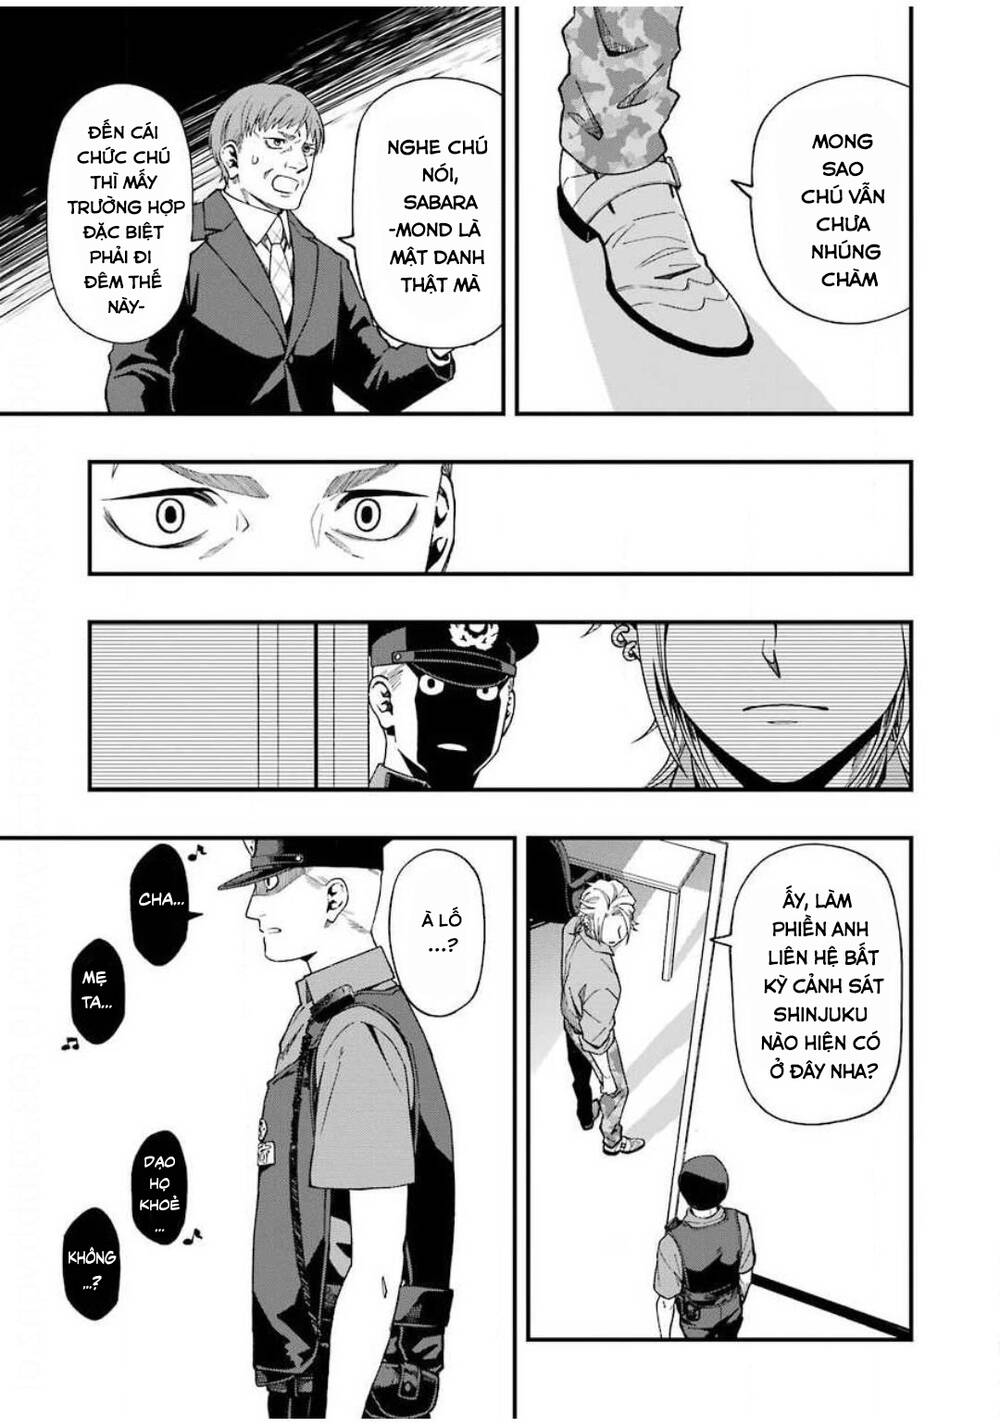 MONG
SAO
CHÚ VẪN
CHƯA
NHÚNG
CHÀM
NGHE CHÚ
NÓI,
SABARA
-MOND LÀ
MẬT DANH
THẬT MÀ
ĐẾN CÁI
CHỨC CHÚ
THÌ MẤY
TRƯỜNG HỢP
ĐẶC BIỆT
PHẢI ĐI
ĐÊM THẾ
NÀY-
ẤY, LÀM
PHIỀN ANH
LIÊN HỆ BẤT
KỲ CẢNH SÁT
SHINJUKU
NÀO HIỆN CÓ
Ở ĐÂY NHA?
À LỐ
...?
CHA...
MẸ
TA...
DẠO
HỌ
KHOẺ
...
KHÔNG
...?